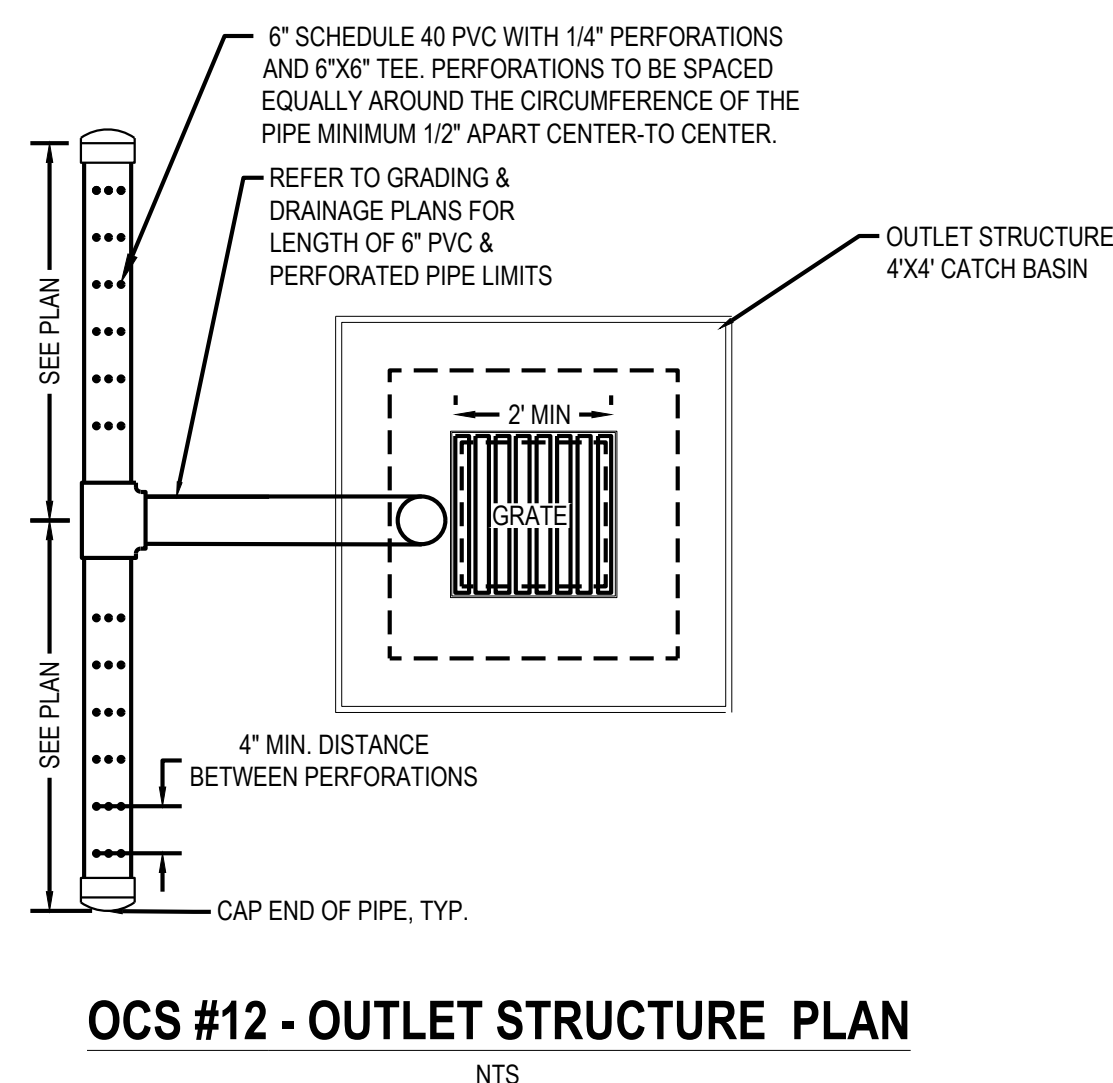 6" SCHEDULE 40 PVC WITH 1/4" PERFORATIONS
AND 6"X6" TEE. PERFORATIONS TO BE SPACED
EQUALLY AROUND THE CIRCUMFERENCE OF THE
PIPE MINIMUM 1/2" APART CENTER-TO CENTER.
REFER TO GRADING &
DRAINAGE PLANS FOR
LENGTH OF 6" PVC &
PERFORATED PIPE LIMITS
OUTLET STRUCTURE
4'X4' CATCH BASIN
SEE PLAN
2' MIN
GRATE
SEE PLAN
4" MIN. DISTANCE
BETWEEN PERFORATIONS
CAP END OF PIPE, TYP.
OCS #12 - OUTLET STRUCTURE PLAN
NTS